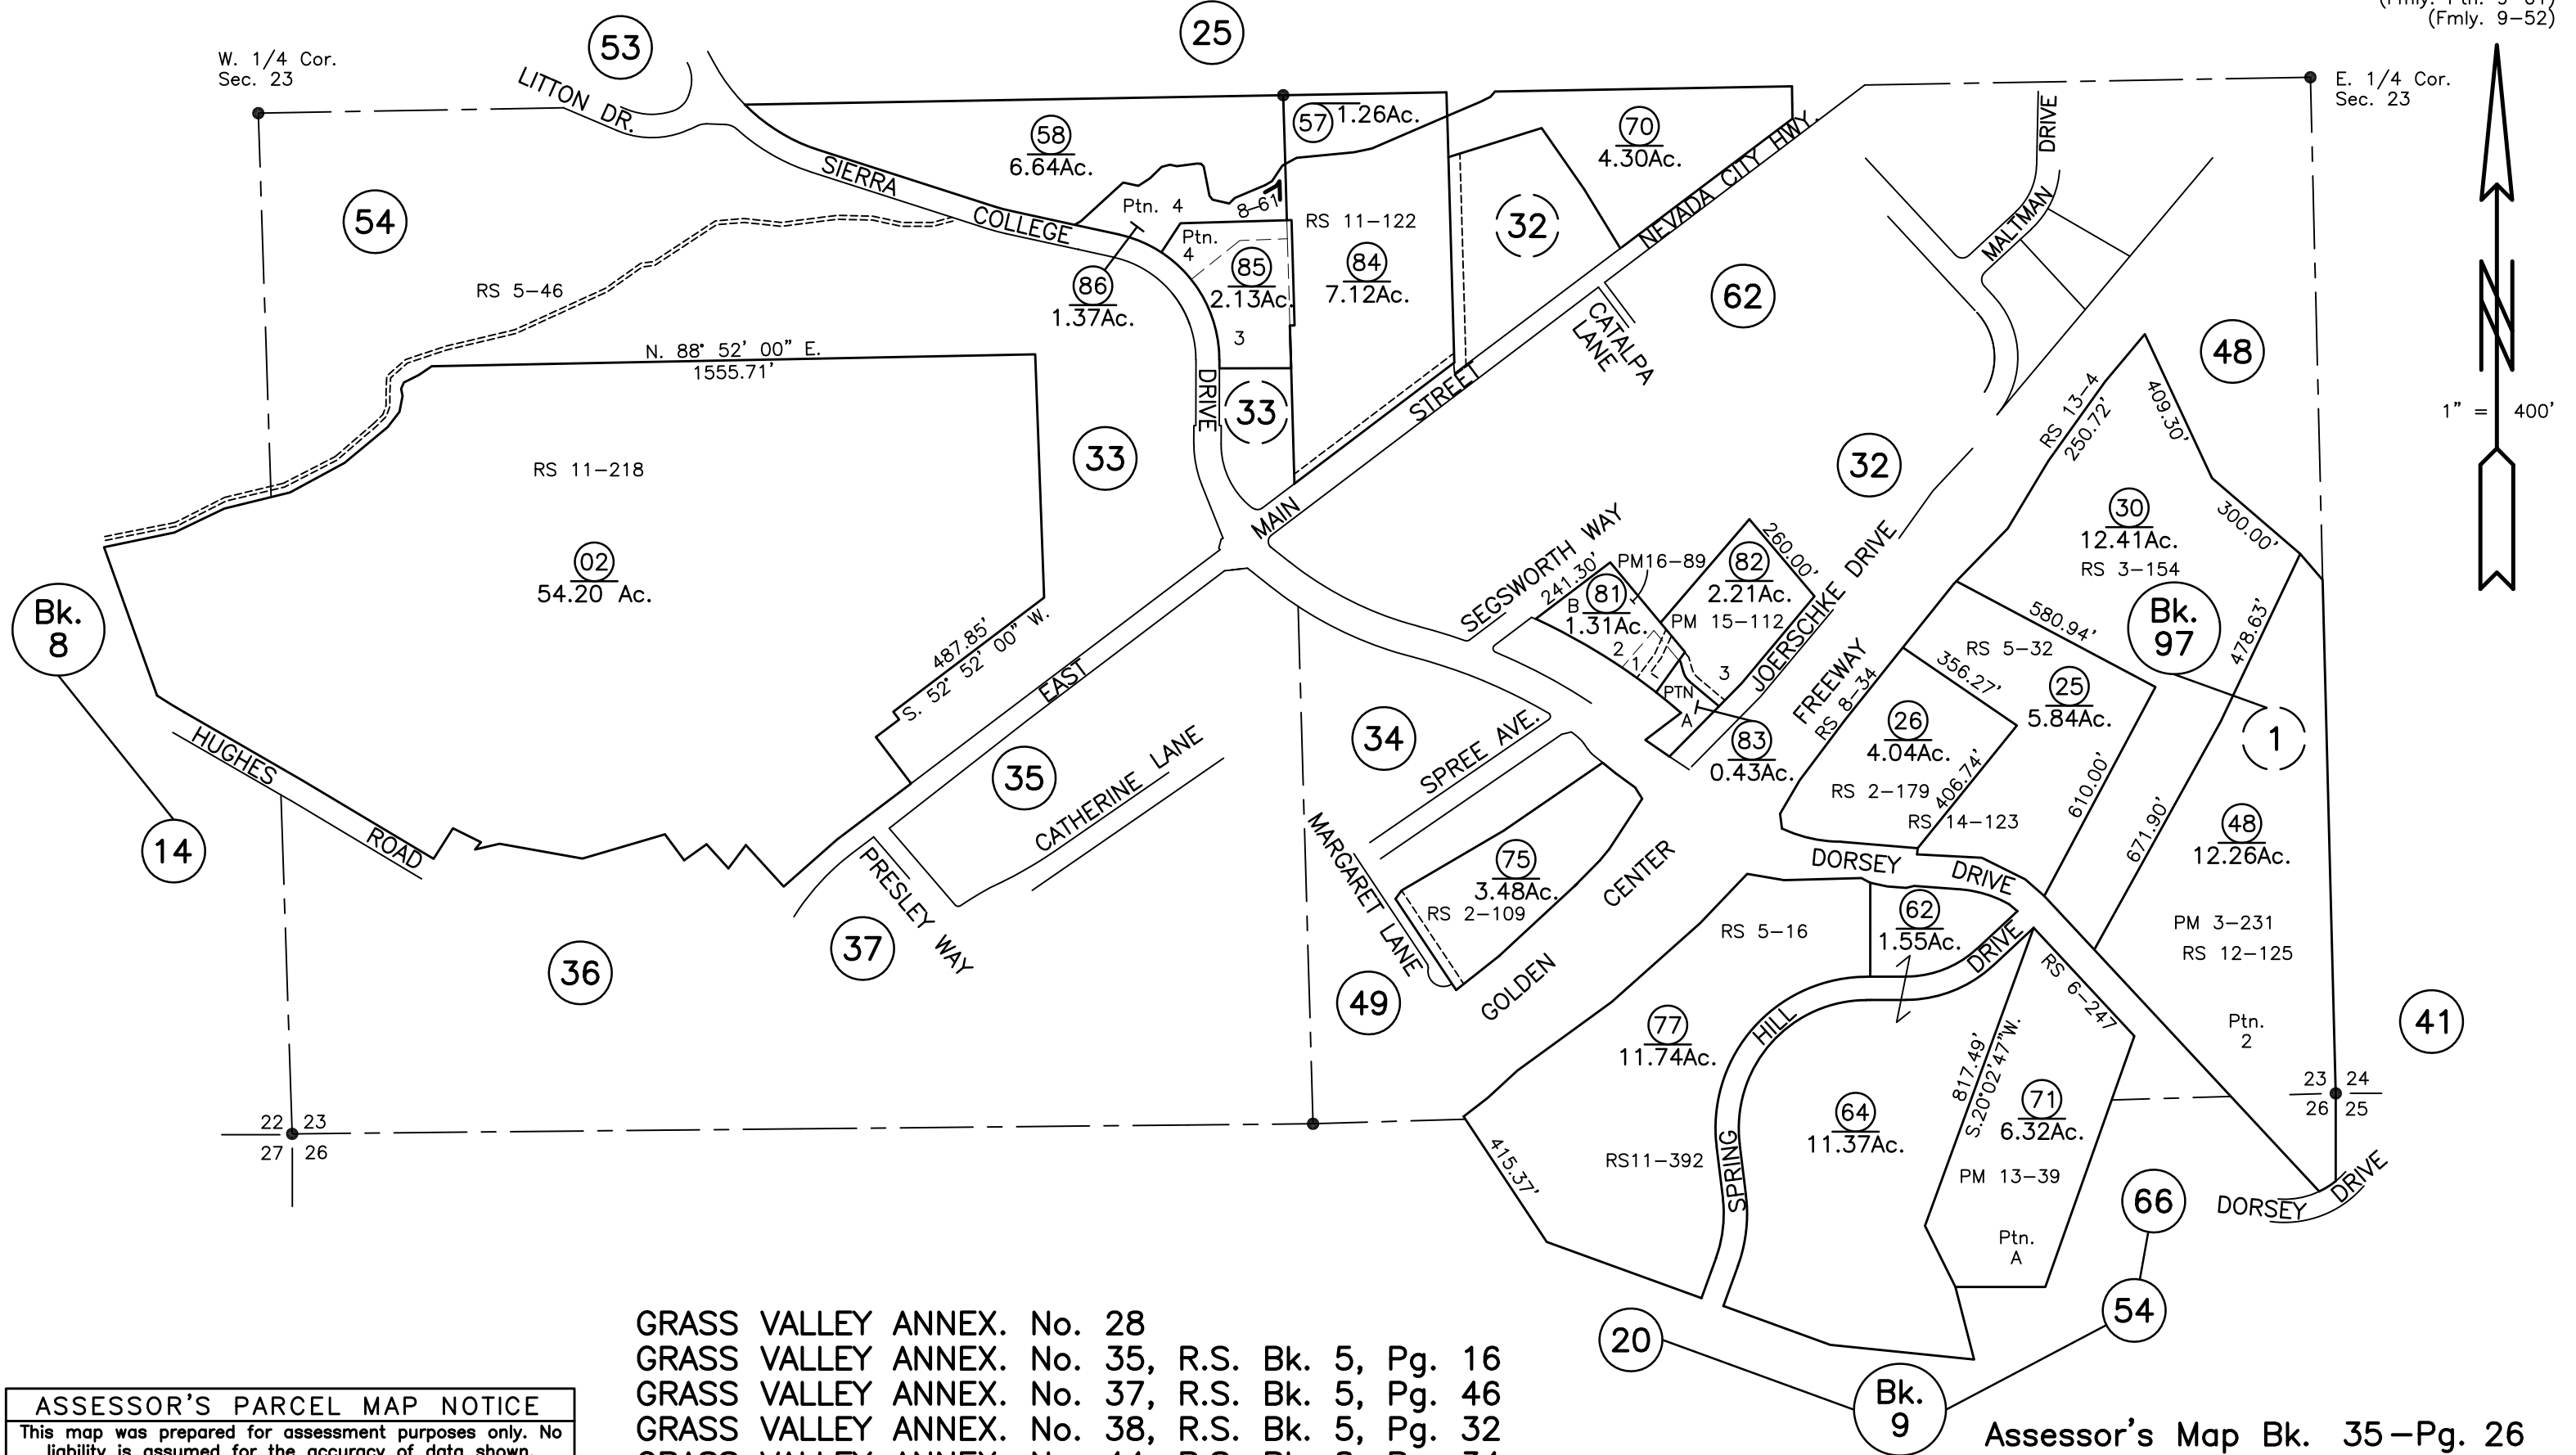 (Fmly. 9-52)
53
25
W. 1/4 Cor.
Sec. 23
E. 1/4 Cor.
Sec. 23
LITTON DR.
57 1.26Ac.
58
6.64Ac.
70
4.30Ac.
DRIVE
MALTMAN
SIERRA
COLLEGE
DRIVE
NEVADA CITY HWY.
54
Ptn. 4
8-61
RS 11-122
32
Ptn.
4
85
2.13Ac.
3
84
7.12Ac.
86
1.37Ac.
RS 5-46
62
CATALPA
LANE
48
1" = 400'
N. 88° 52' 00" E.
1555.71'
RS 13-4
250.72'
409.30'
STREET
33
33
RS 11-218
32
MAIN
30
12.41Ac.
RS 3-154
300.00'
SEGSWORTH WAY
241.30'
PM16-89
82
2.21Ac.
260.00'
PM 15-112
3
81
B
1.31Ac.
2
1
PTN
A
JOERSCHKE DRIVE
02
54.20 Ac.
Bk.
8
Bk.
97
580.94'
478.63'
RS 5-32
487.85'
S. 52° 52' 00" W.
EAST
356.27'
25
5.84Ac.
FREEWAY
RS 8-34
26
4.04Ac.
406.74'
RS 2-179
RS 14-123
610.00'
671.90'
1
83
0.43Ac.
34
SPREE AVE.
HUGHES
ROAD
35
CATHERINE LANE
14
MARGARET LANE
75
3.48Ac.
RS 2-109
GOLDEN
CENTER
DORSEY
DRIVE
48
12.26Ac.
PM 3-231
RS 12-125
Ptn.
2
PRESLEY WAY
37
36
49
RS 5-16
62
1.55Ac.
DRIVE
HILL
SPRING
RS 6-247
77
11.74Ac.
817.49'
S.20°02'47"W.
41
71
6.32Ac.
PM 13-39
Ptn.
A
64
11.37Ac.
RS11-392
415.37'
22 23
27 26
23 24
26 25
66
DORSEY DRIVE
54
20
Bk.
9
GRASS VALLEY ANNEX. No. 28
GRASS VALLEY ANNEX. No. 35, R.S. Bk. 5, Pg. 16
GRASS VALLEY ANNEX. No. 37, R.S. Bk. 5, Pg. 46
GRASS VALLEY ANNEX. No. 38, R.S. Bk. 5, Pg. 32
ASSESSOR'S PARCEL MAP NOTICE
This map was prepared for assessment purposes only. No
liability is assumed for the accuracy of data shown.
Assessor's Map Bk. 35-Pg. 26